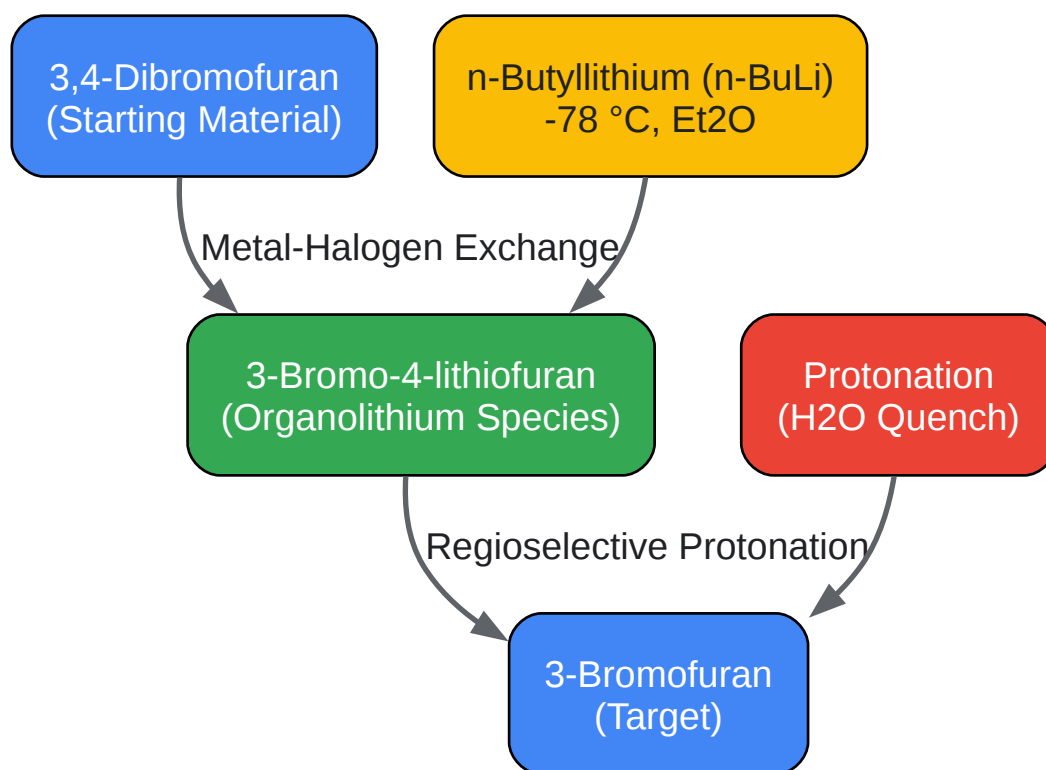 3,4-Dibromofuran
(Starting Material)
n-Butyllithium (n-BuLi)
-78 °C, Et2O
Metal-Halogen Exchange
3-Bromo-4-lithiofuran
(Organolithium Species)
Protonation
(H2O Quench)
Regioselective Protonation
3-Bromofuran
(Target)